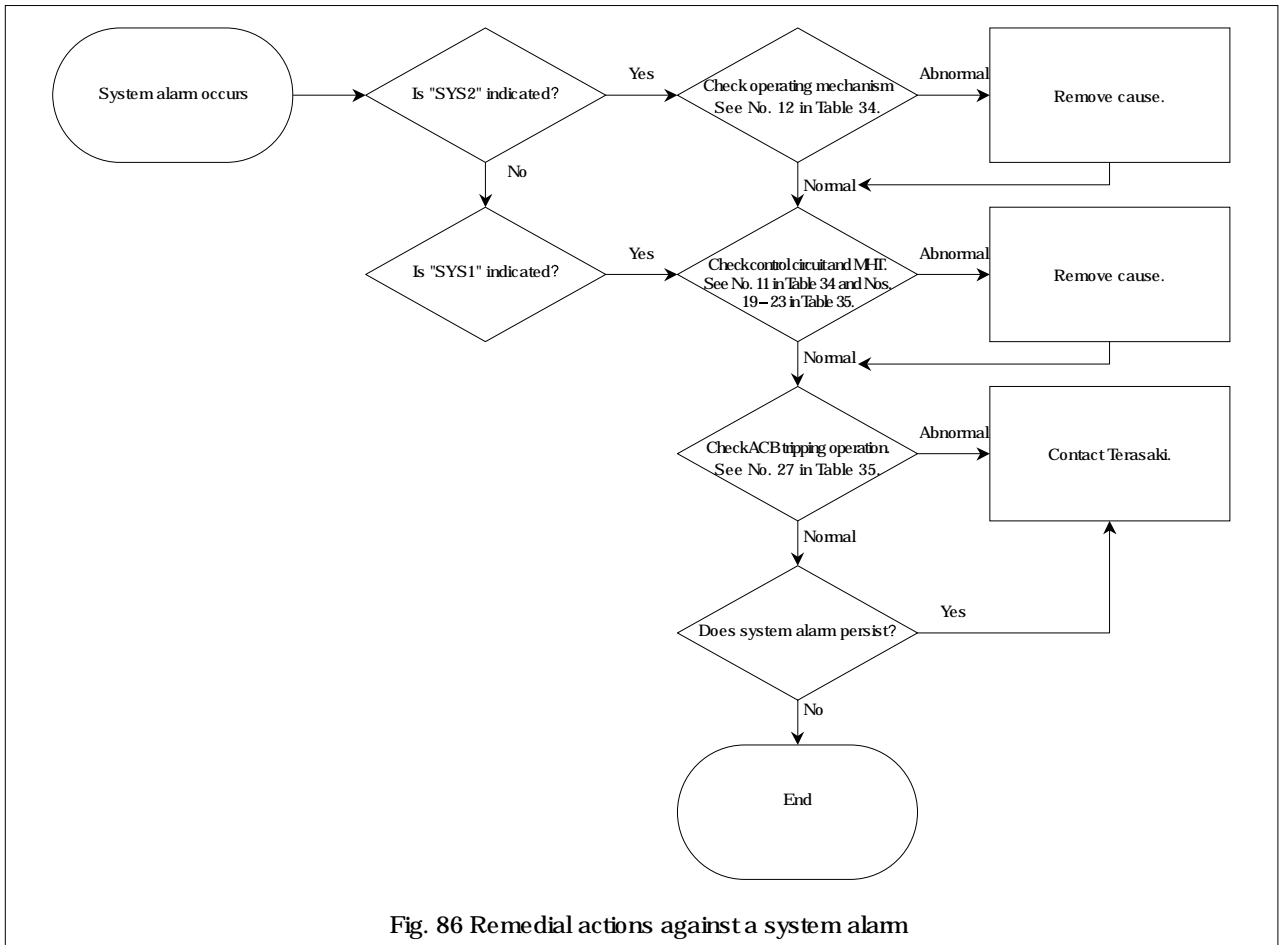 System alarm occurs
Is "SYS2" indicated?
Yes
Check operating mechanism
See No. 12 in Table 34.
Abnormal
Remove cause.
No
Normal
Is "SYS1" indicated?
Yes
Check control circuit and MHT.
See No. 11 in Table 34 and Nos.
19–23 in Table 35.
Abnormal
Remove cause.
Normal
Check ACB tripping operation.
See No. 27 in Table 35.
Abnormal
Contact Terasaki.
Normal
Does system alarm persist?
Yes
No
End
Fig. 86 Remedial actions against a system alarm